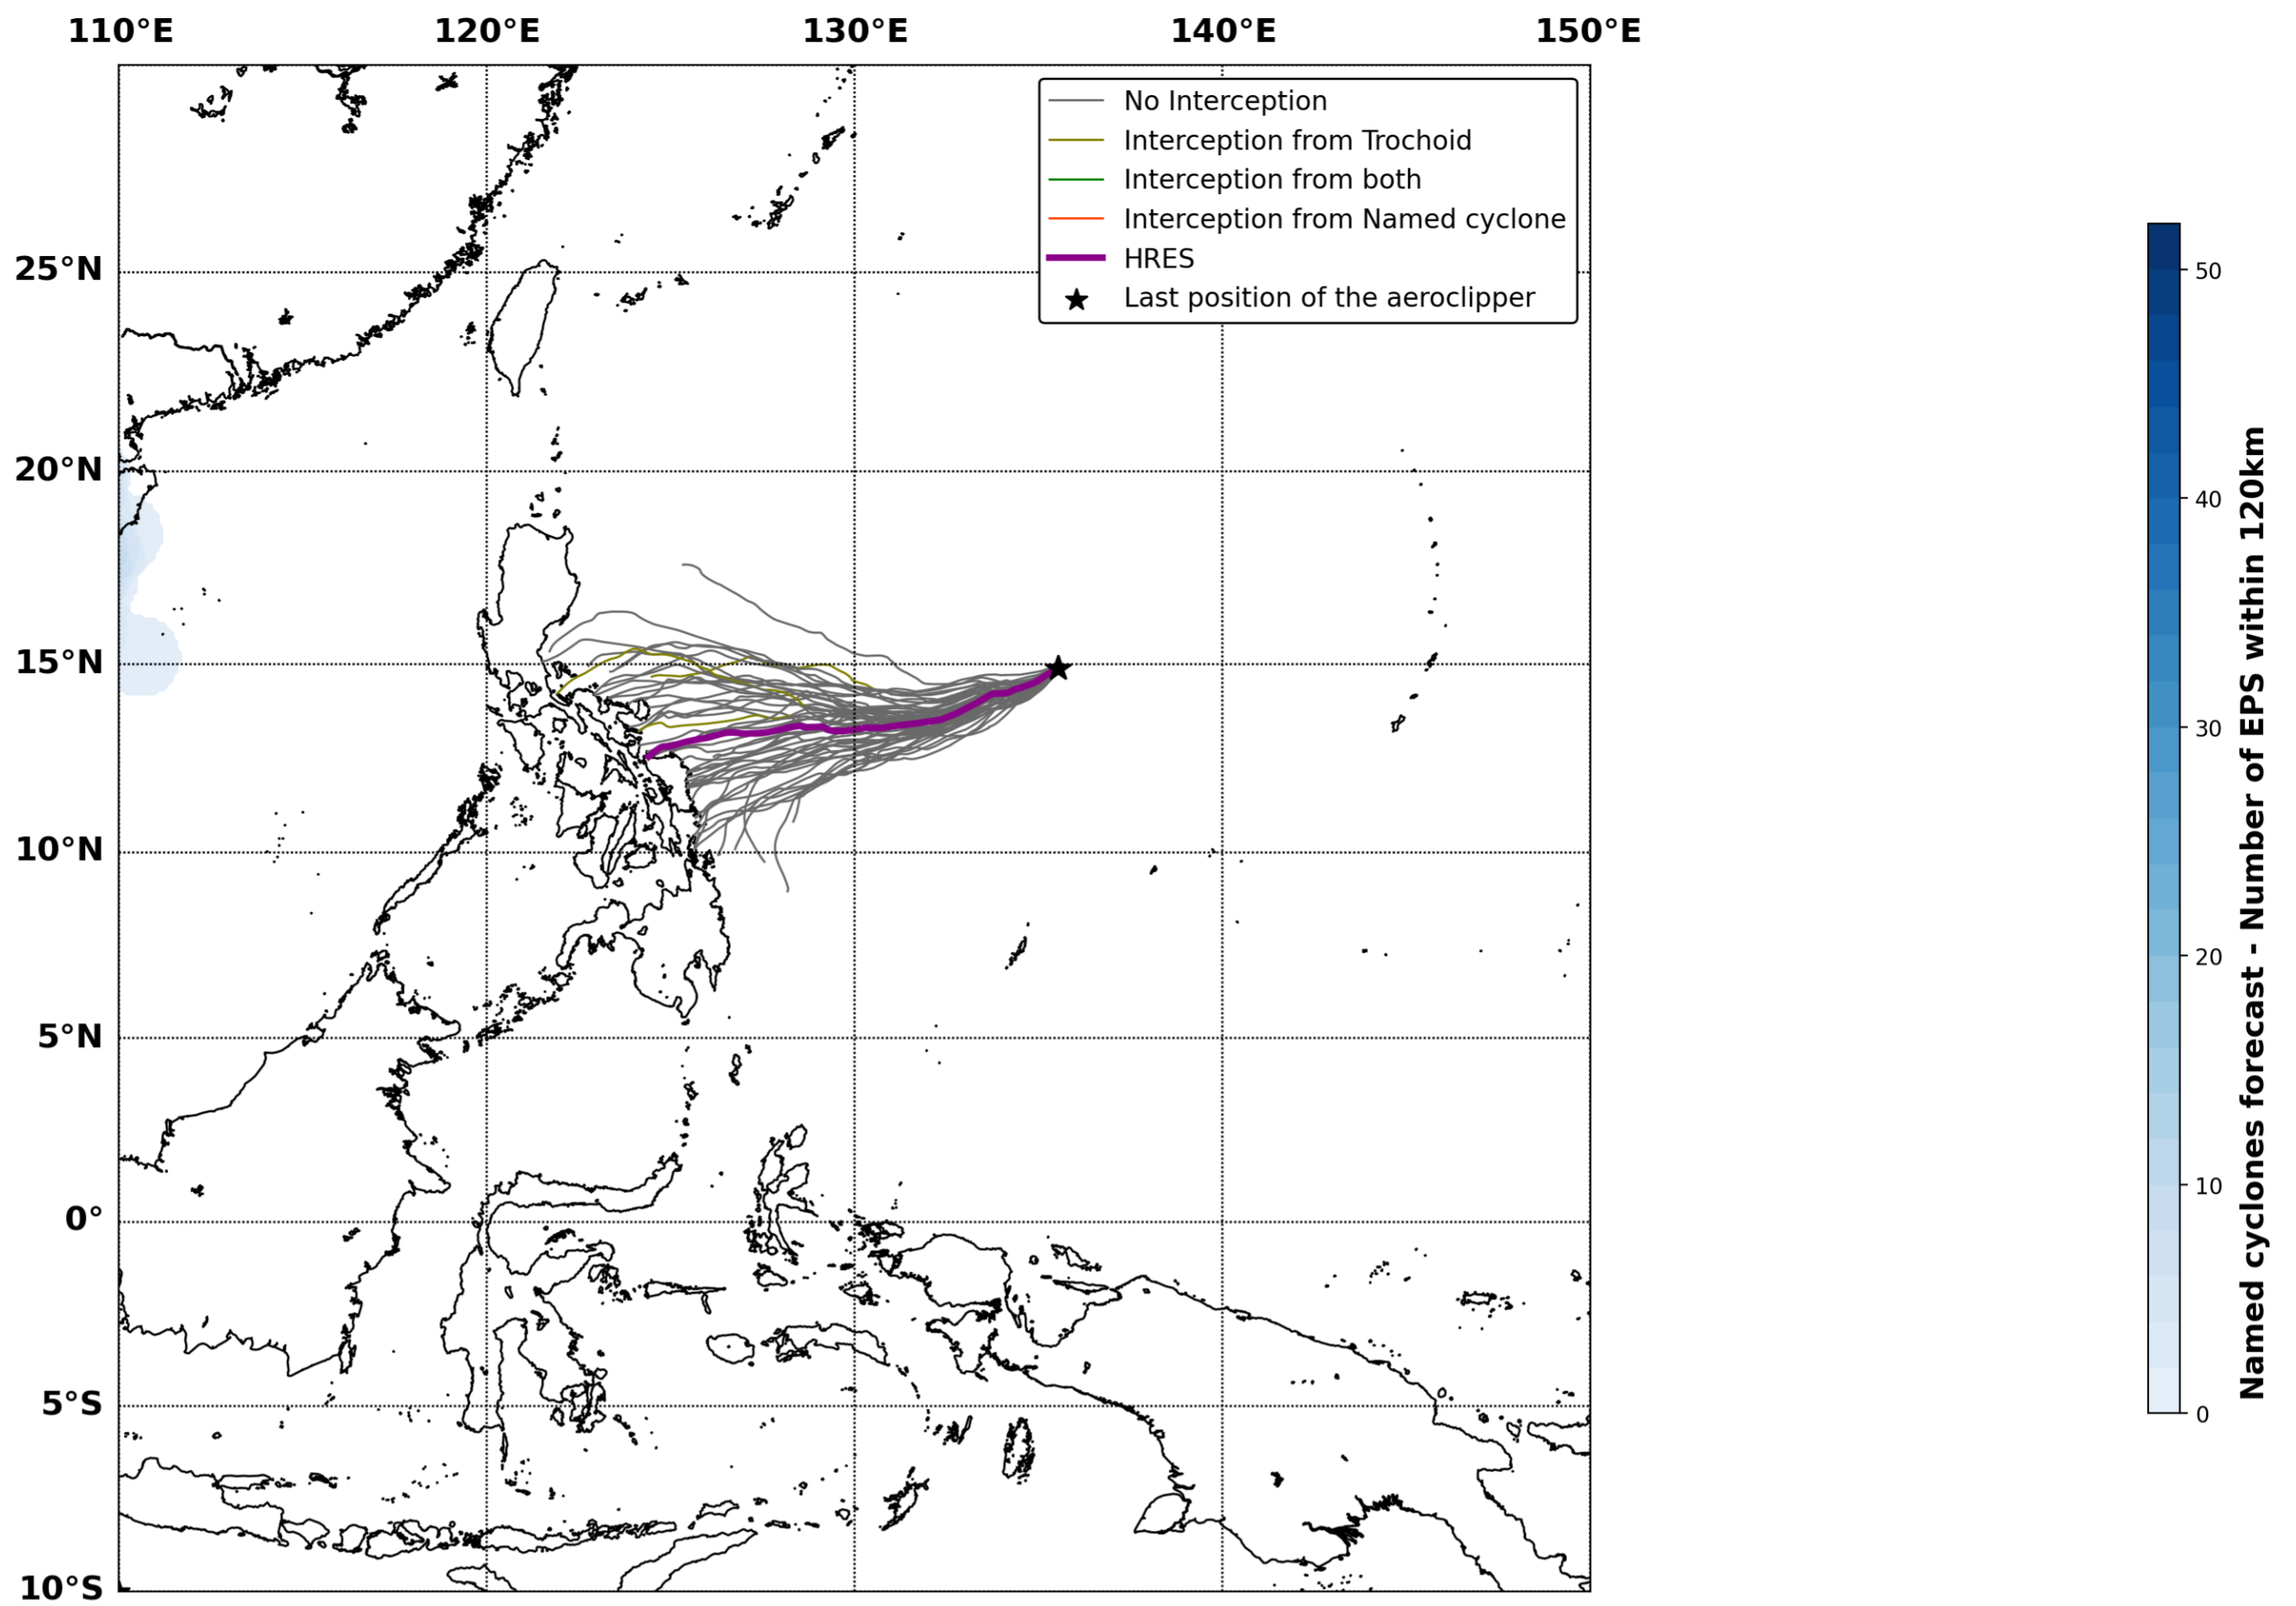 110°E 120°E 130°E 140°E 150°E
No Interception
Interception from Trochoid
Interception from both
Interception from Named cyclone
HRES
Last position of the aeroclipper
25°N
20°N
15°N
10°N
5°N
0°
5°S
10°S
50
40
30
20
10
0
Named cyclones forecast - Number of EPS within 120km